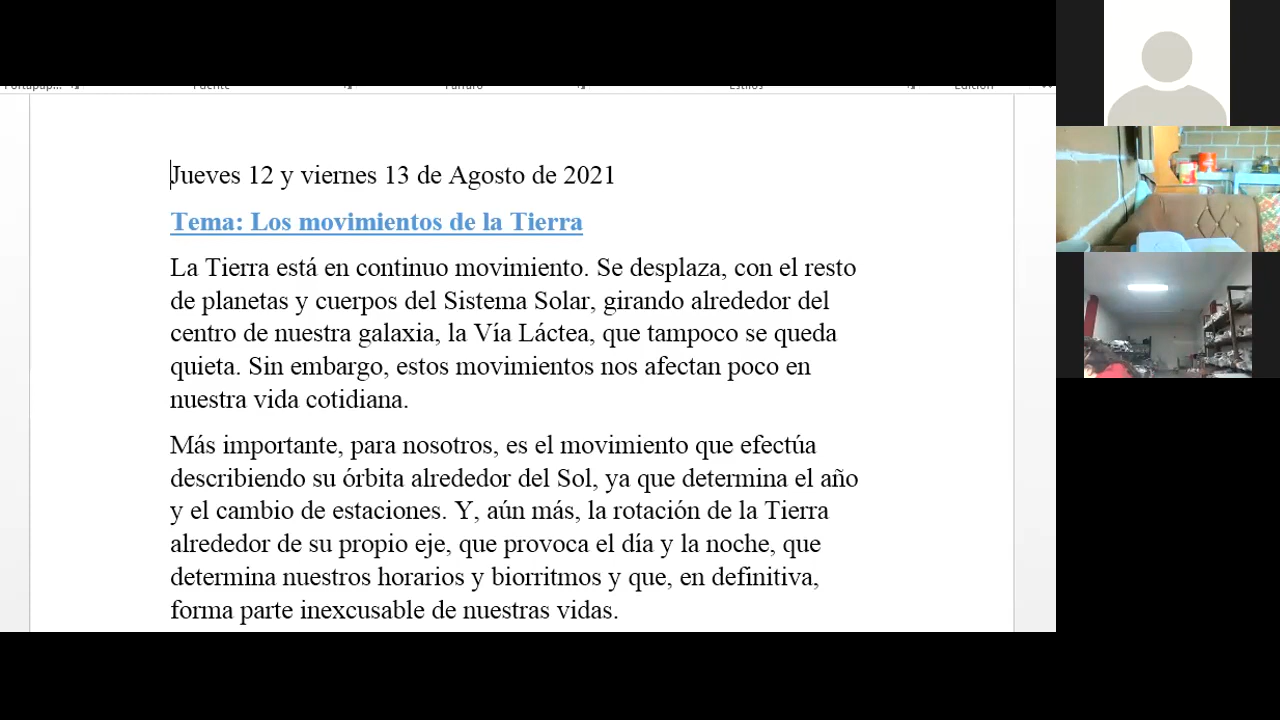 Jueves 12 y viernes 13 de Agosto de 2021
Tema: Los movimientos de la Tierra
La Tierra está en continuo movimiento. Se desplaza, con el resto
de planetas y cuerpos del Sistema Solar, girando alrededor del
centro de nuestra galaxia, la Vía Láctea, que tampoco se queda
quieta. Sin embargo, estos movimientos nos afectan poco en
nuestra vida cotidiana.
Más importante, para nosotros, es el movimiento que efectúa
describiendo su órbita alrededor del Sol, ya que determina el año
y el cambio de estaciones. Y, aún más, la rotación de la Tierra
alrededor de su propio eje, que provoca el día y la noche, que
determina nuestros horarios y biorritmos y que, en definitiva,
forma parte inexcusable de nuestras vidas.